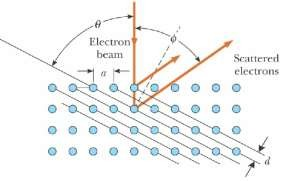 θ
ϕ
Electron
beam
Scattered
electrons
a
d